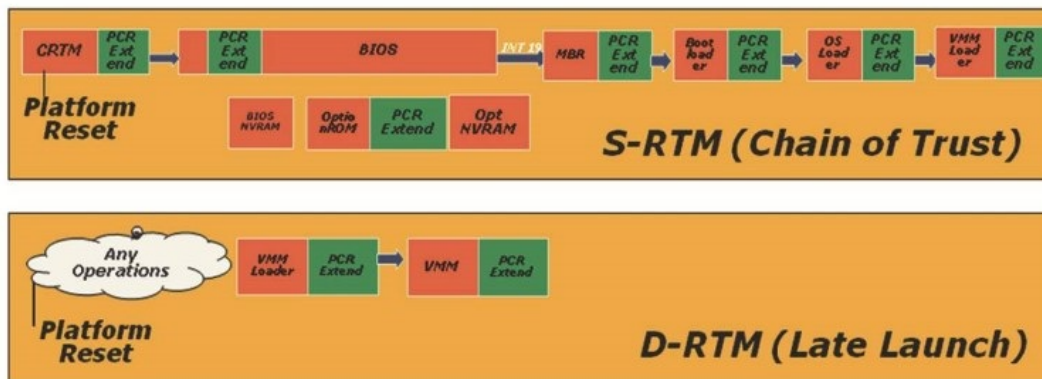 CRTM
PCR
Ext
end
PCR
Ext
end
BIOS
INT 19
MBR
PCR
Ext
end
Boot
load
er
PCR
Ext
end
OS
Load
er
PCR
Ext
end
VMM
Load
er
PCR
Ext
end
Platform
Reset
BIOS
NVRAM
Optio
nROM
PCR
Extend
Opt
NVRAM
S-RTM (Chain of Trust)
Any
Operations
VMM
Loader
PCR
Extend
VMM
PCR
Extend
Platform
Reset
D-RTM (Late Launch)